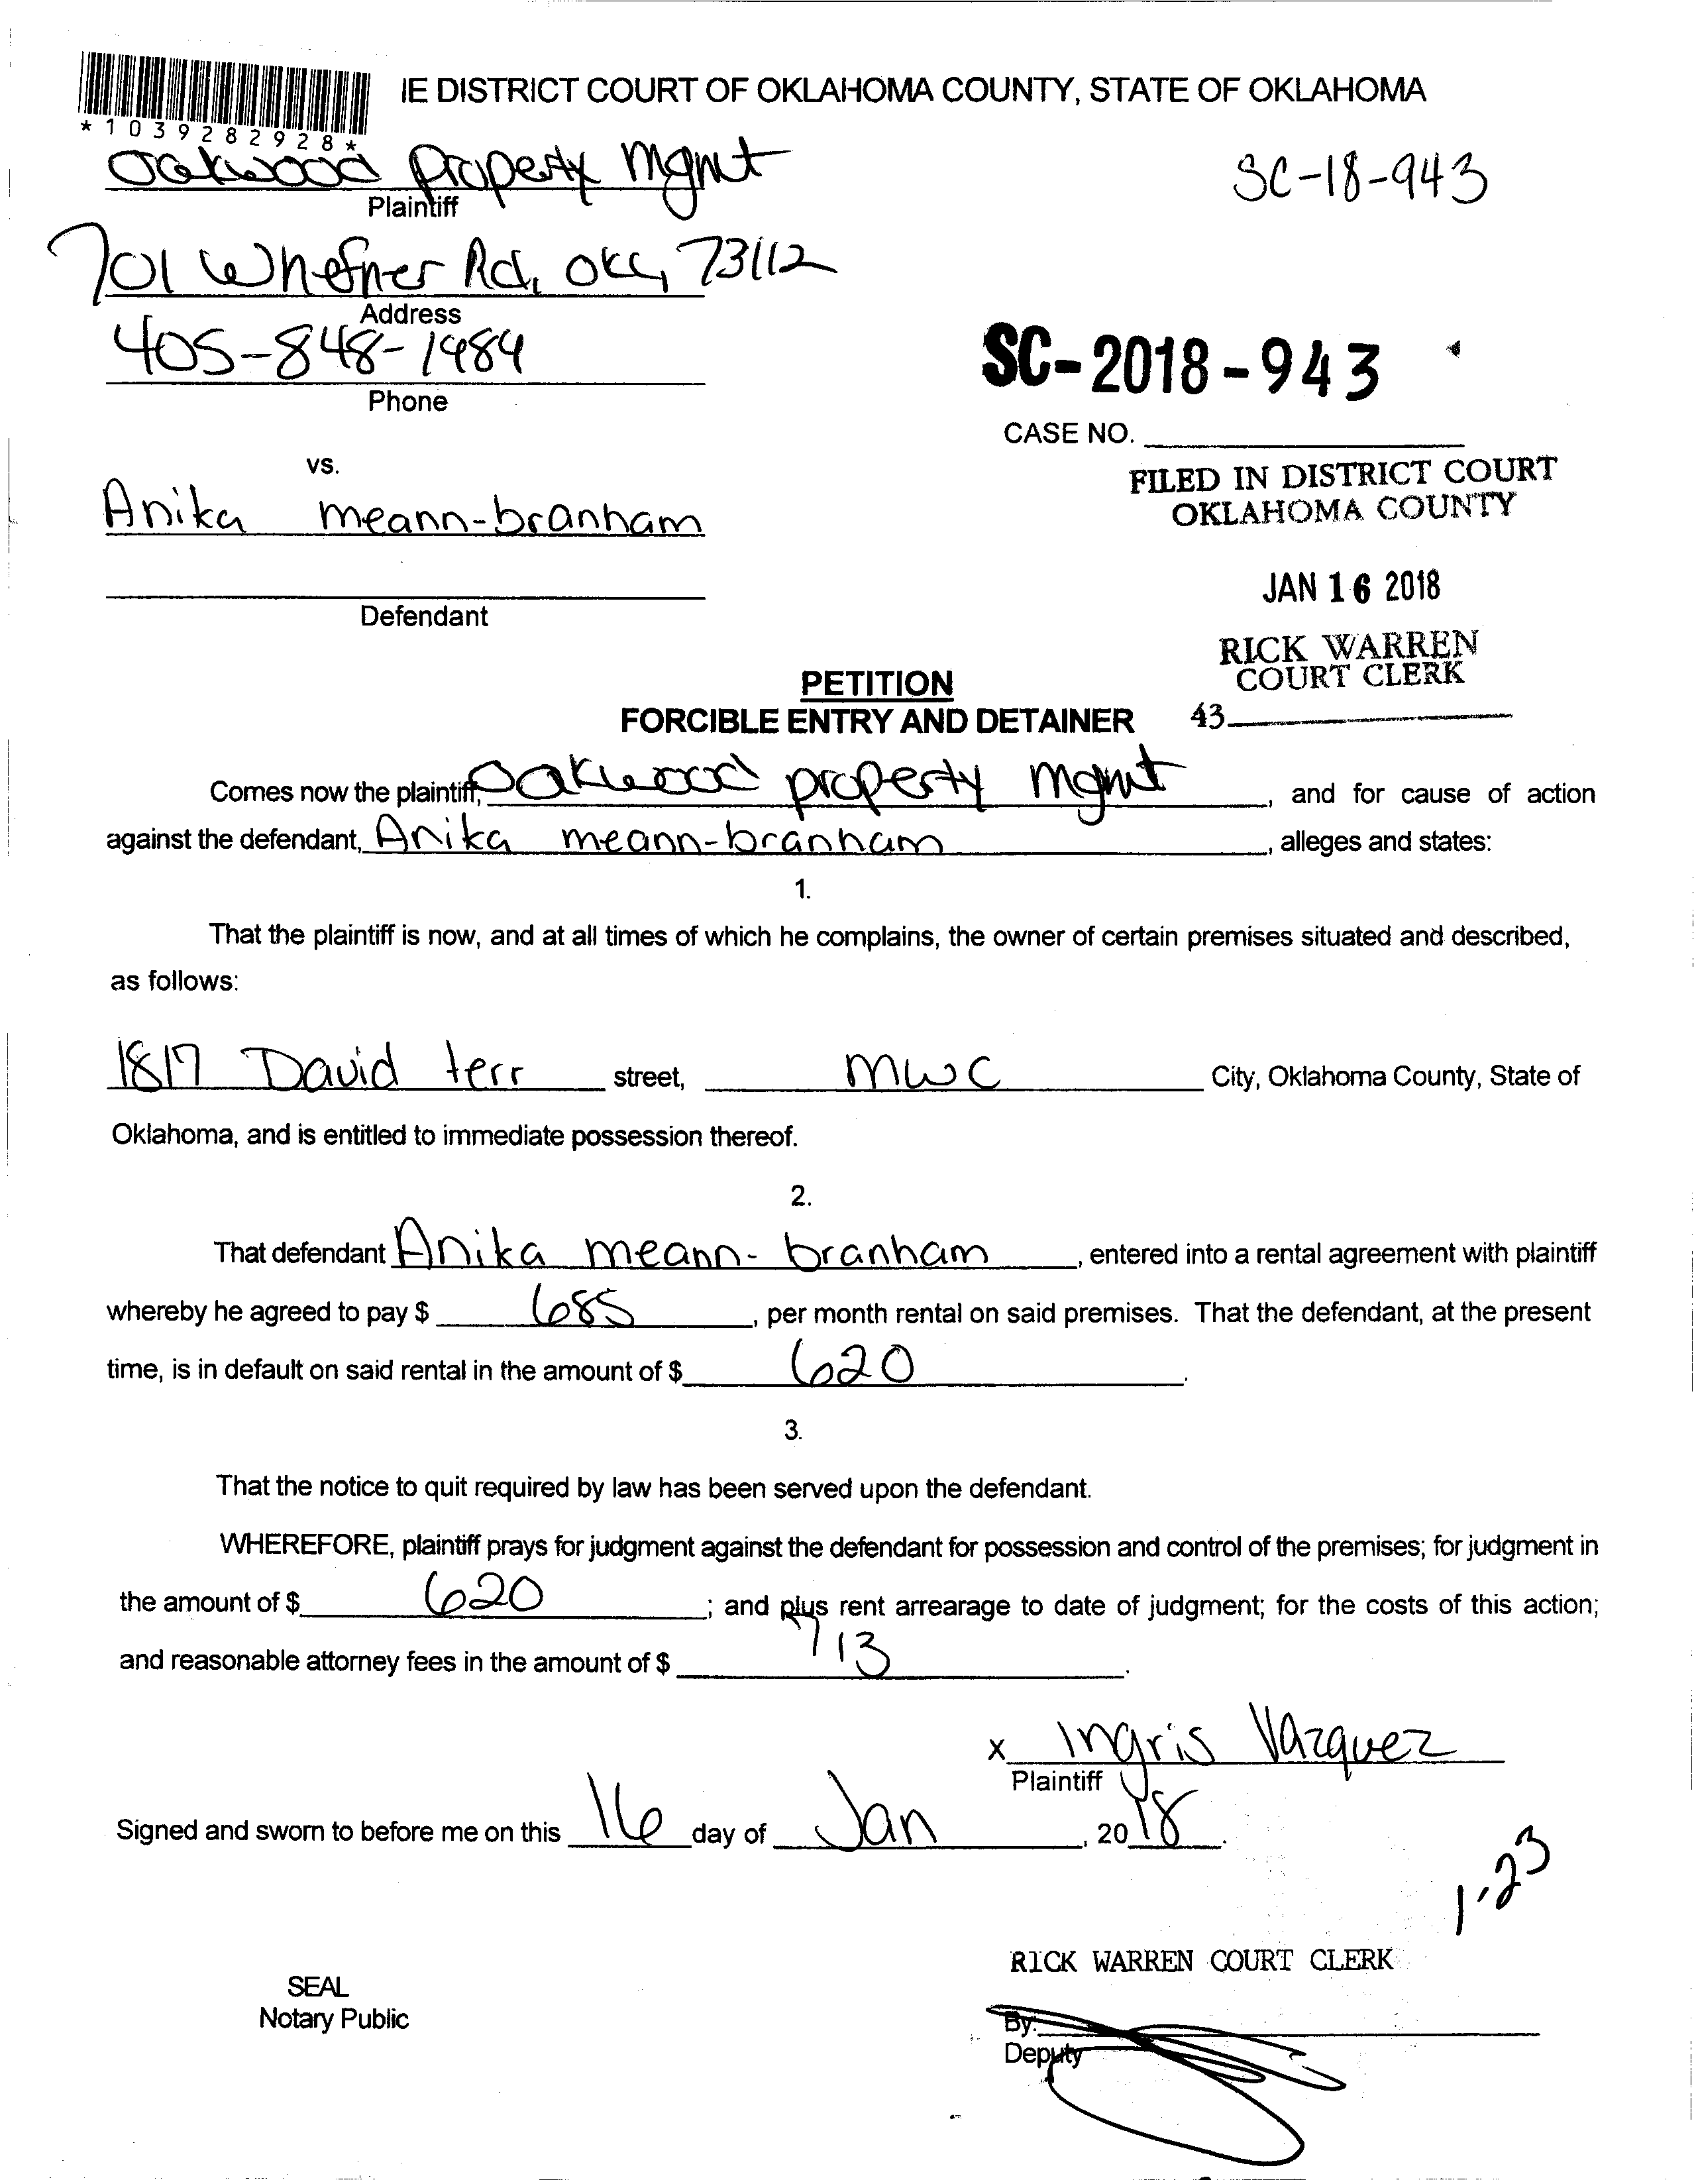 IE DISTRICT COURT OF OKLAHOMA COUNTY, STATE OF OKLAHOMA
*1039282928*
Oakwood property mgmt
SC-18-943
Plaintiff
701 Whefner Rd, OKC, 73112
Address
405-848-1484
Phone
SC-2018-943
CASE NO.
vs.
FILED IN DISTRICT COURT
OKLAHOMA COUNTY
Anika meann-branham
JAN 16 2018
Defendant
RICK WARREN
COURT CLERK
PETITION
FORCIBLE ENTRY AND DETAINER
43
Comes now the plaintiff, Oakwood property mgmt, and for cause of action
against the defendant, Anika meann-branham, alleges and states:
1.
That the plaintiff is now, and at all times of which he complains, the owner of certain premises situated and described,
as follows:
1817 David terr street, MWC City, Oklahoma County, State of
Oklahoma, and is entitled to immediate possession thereof.
2.
That defendant Anika meann-branham, entered into a rental agreement with plaintiff
whereby he agreed to pay $ 685, per month rental on said premises. That the defendant, at the present
time, is in default on said rental in the amount of $ 620.
3.
That the notice to quit required by law has been served upon the defendant.
WHEREFORE, plaintiff prays for judgment against the defendant for possession and control of the premises; for judgment in
the amount of $ 620; and plus rent arrearage to date of judgment; for the costs of this action;
and reasonable attorney fees in the amount of $ 713.
x Ingris Vazquez
Plaintiff
Signed and sworn to before me on this 16 day of Jan, 2018.
1-23
RICK WARREN COURT CLERK
SEAL
Notary Public
By:
Deputy